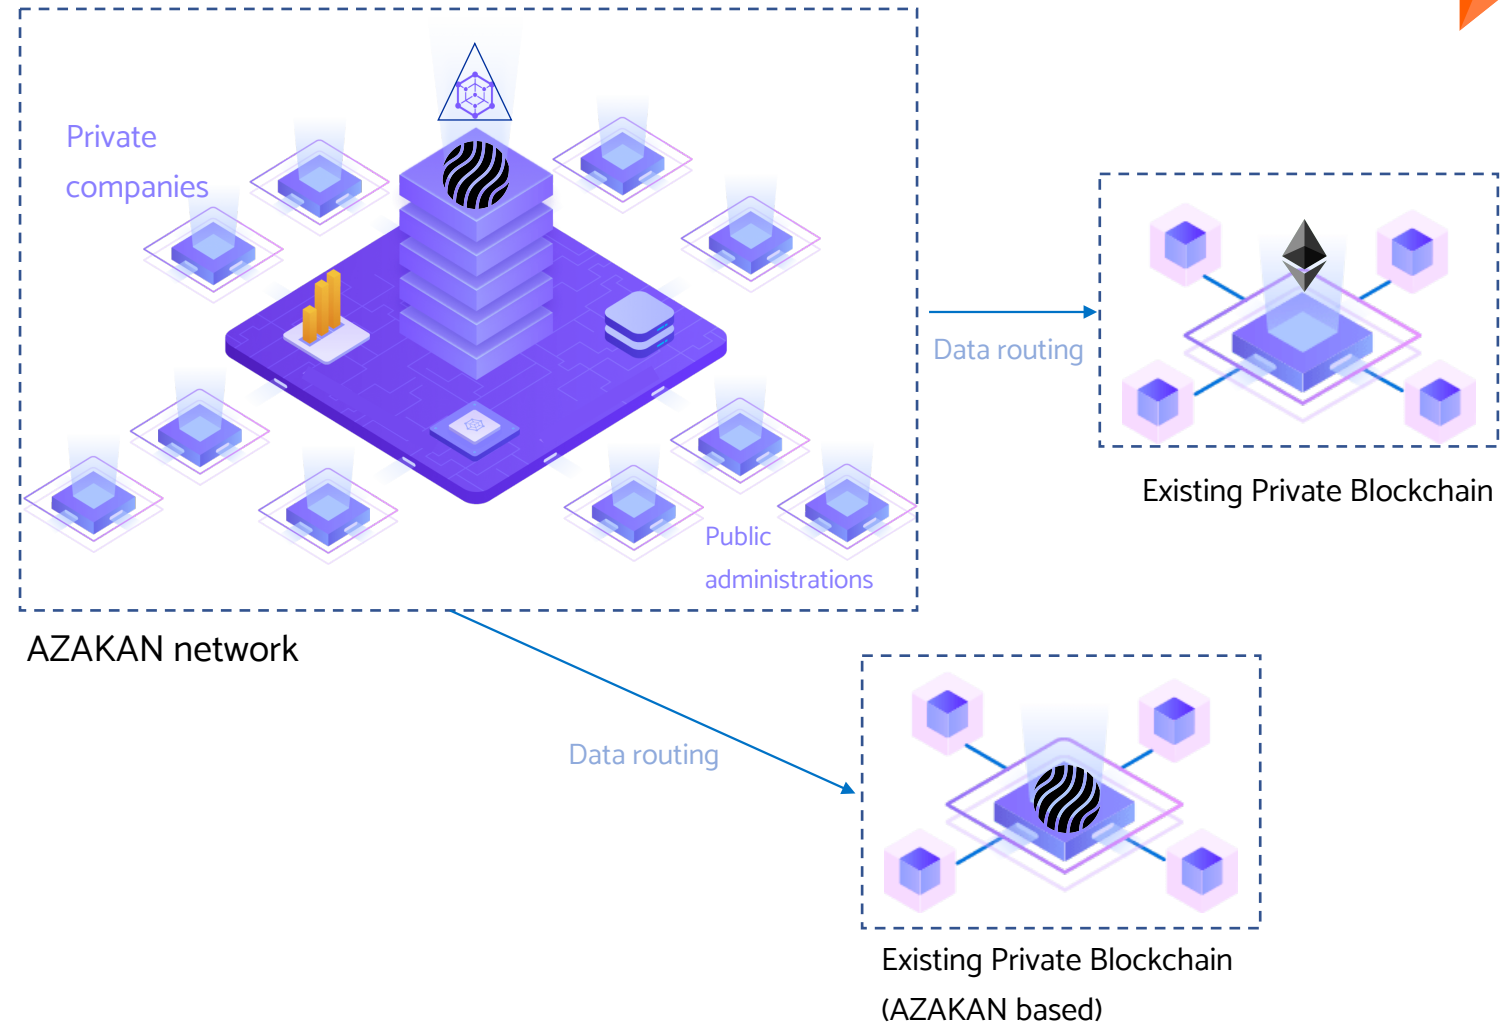 Private
companies
Data routing
Existing Private Blockchain
Public
administrations
AZAKAN network
Data routing
Existing Private Blockchain
(AZAKAN based)